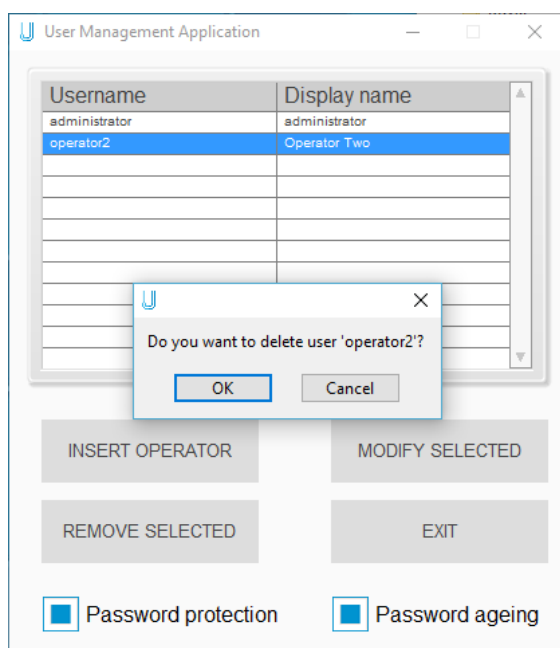 User Management Application
Username Display name
administrator administrator
operator2 Operator Two
Do you want to delete user 'operator2'?
OK Cancel
INSERT OPERATOR MODIFY SELECTED
REMOVE SELECTED EXIT
Password protection Password ageing